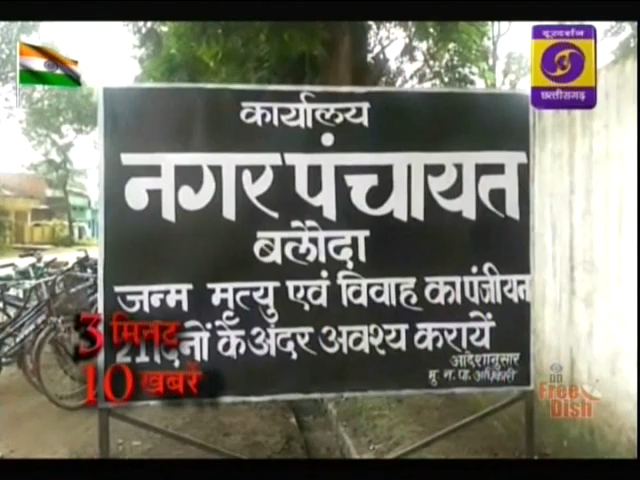 दूरदर्शन
छत्तीसगढ़
कार्यालय
नगर पंचायत
बलौदा
जन्म मृत्यु एवं विवाह का पंजीयन
21 दिनों के अंदर अवश्य करायें
आदेशानुसार
मु. न. पा. अधिकारी
3 मिनट
10 खबरें
DD
Free
Dish